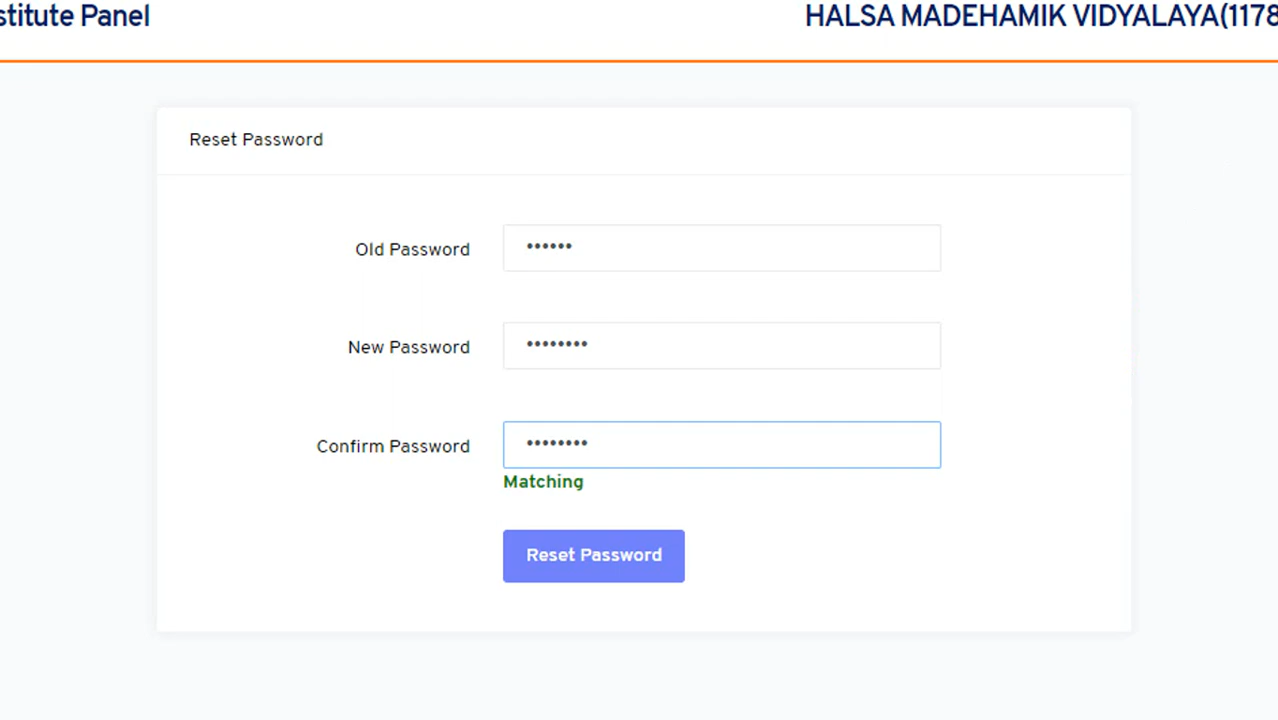 stitute Panel
HALSA MADEHAMIK VIDYALAYA(1178
Reset Password
Old Password ••••••
New Password ••••••••
Confirm Password ••••••••
Matching
Reset Password